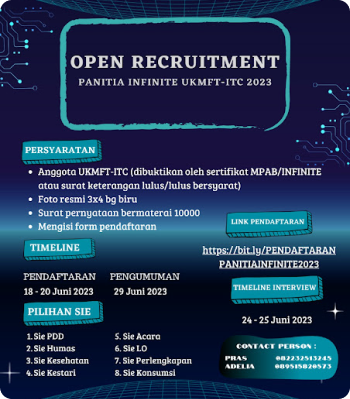 OPEN RECRUITMENT
PANITIA INFINITE UKMFT-ITC 2023
PERSYARATAN
• Anggota UKMFT-ITC (dibuktikan oleh sertifikat MPAB/INFINITE
atau surat keterangan lulus/lulus bersyarat)
• Foto resmi 3x4 bg biru
• Surat pernyataan bermaterai 10000
• Mengisi form pendaftaran
LINK PENDAFTARAN
https://bit.ly/PENDAFTARAN
PANITIAINFINITE2023
TIMELINE
PENDAFTARAN PENGUMUMAN
18 - 20 Juni 2023 29 Juni 2023
TIMELINE INTERVIEW
24 - 25 Juni 2023
PILIHAN SIE
1. Sie PDD
2. Sie Humas
3. Sie Kesehatan
4. Sie Kestari
5. Sie Acara
6. Sie LO
7. Sie Perlengkapan
8. Sie Konsumsi
CONTACT PERSON :
PRAS 082232513245
ADELIA 089515820573